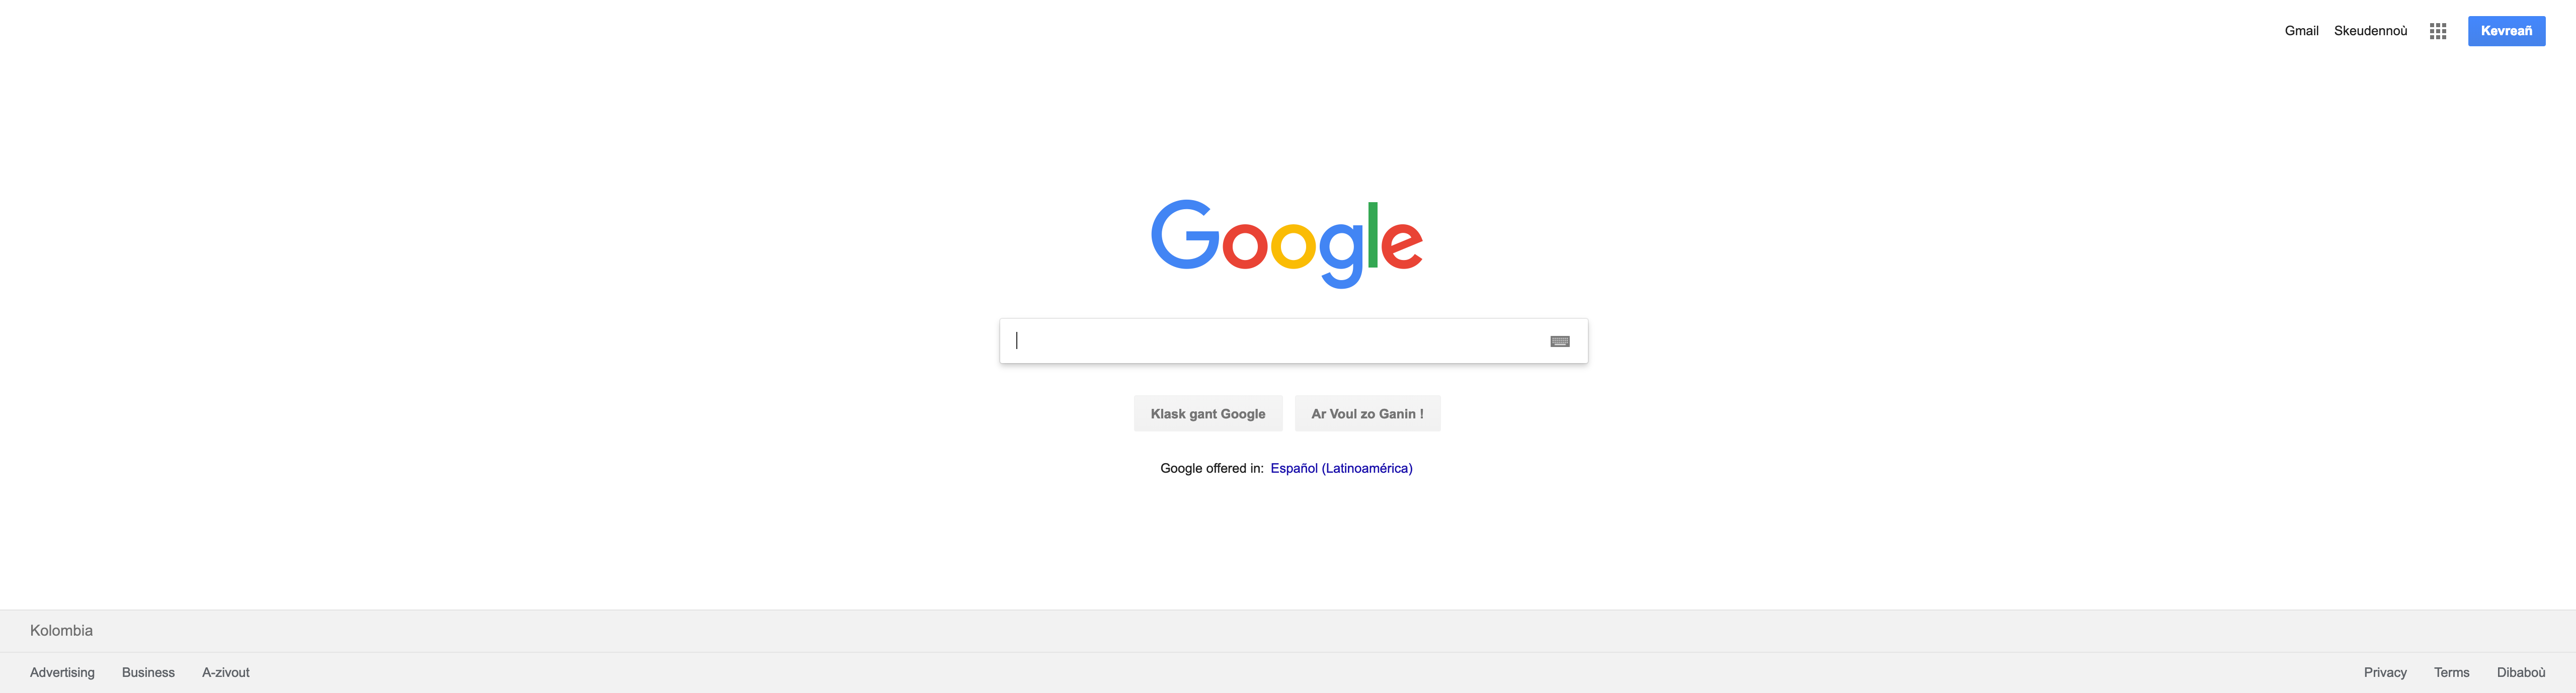 Gmail Skeudennoù Kevreañ
Google
Klask gant Google Ar Voul zo Ganin !
Google offered in: Español (Latinoamérica)
Kolombia
Advertising Business A-zivout Privacy Terms Dibaboù